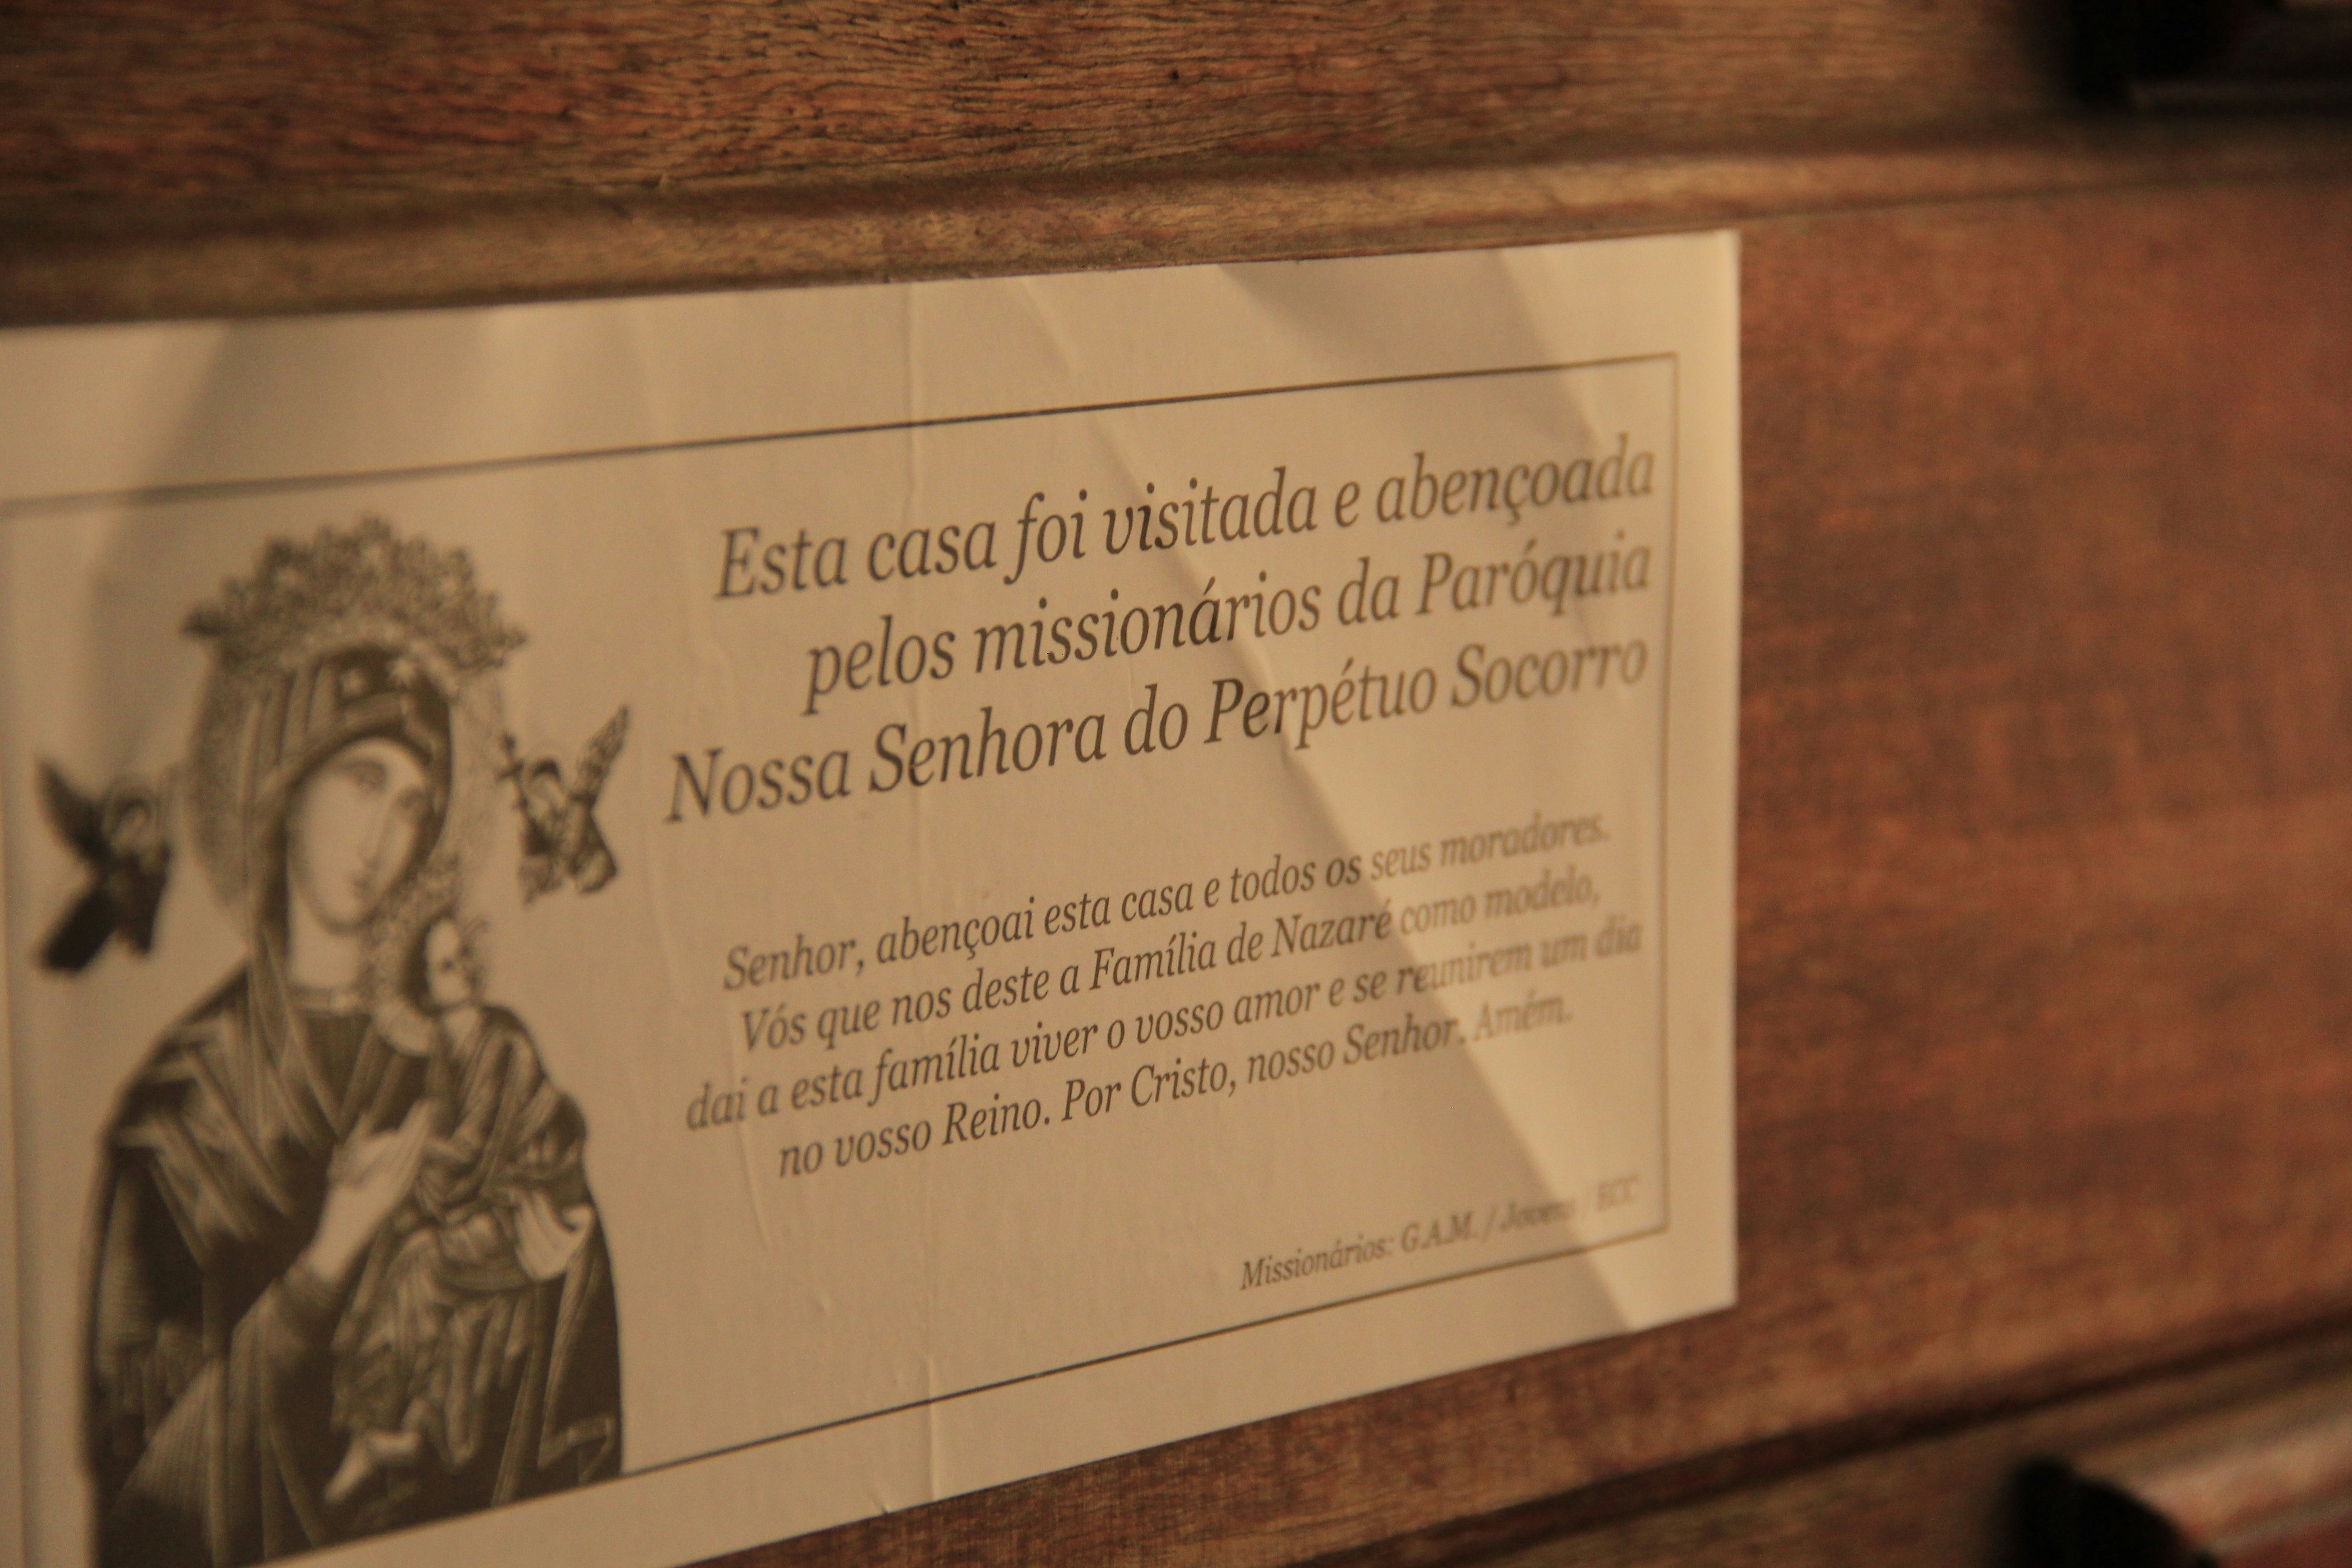 Esta casa foi visitada e abençoada
pelos missionários da Paróquia
Nossa Senhora do Perpétuo Socorro
Senhor, abençoai esta casa e todos os seus moradores.
Vós que nos deste a Família de Nazaré como modelo,
dai a esta família viver o vosso amor e se reunirem um dia
no vosso Reino. Por Cristo, nosso Senhor. Amém.
Missionários: G.A.M. / Jovens / ECC